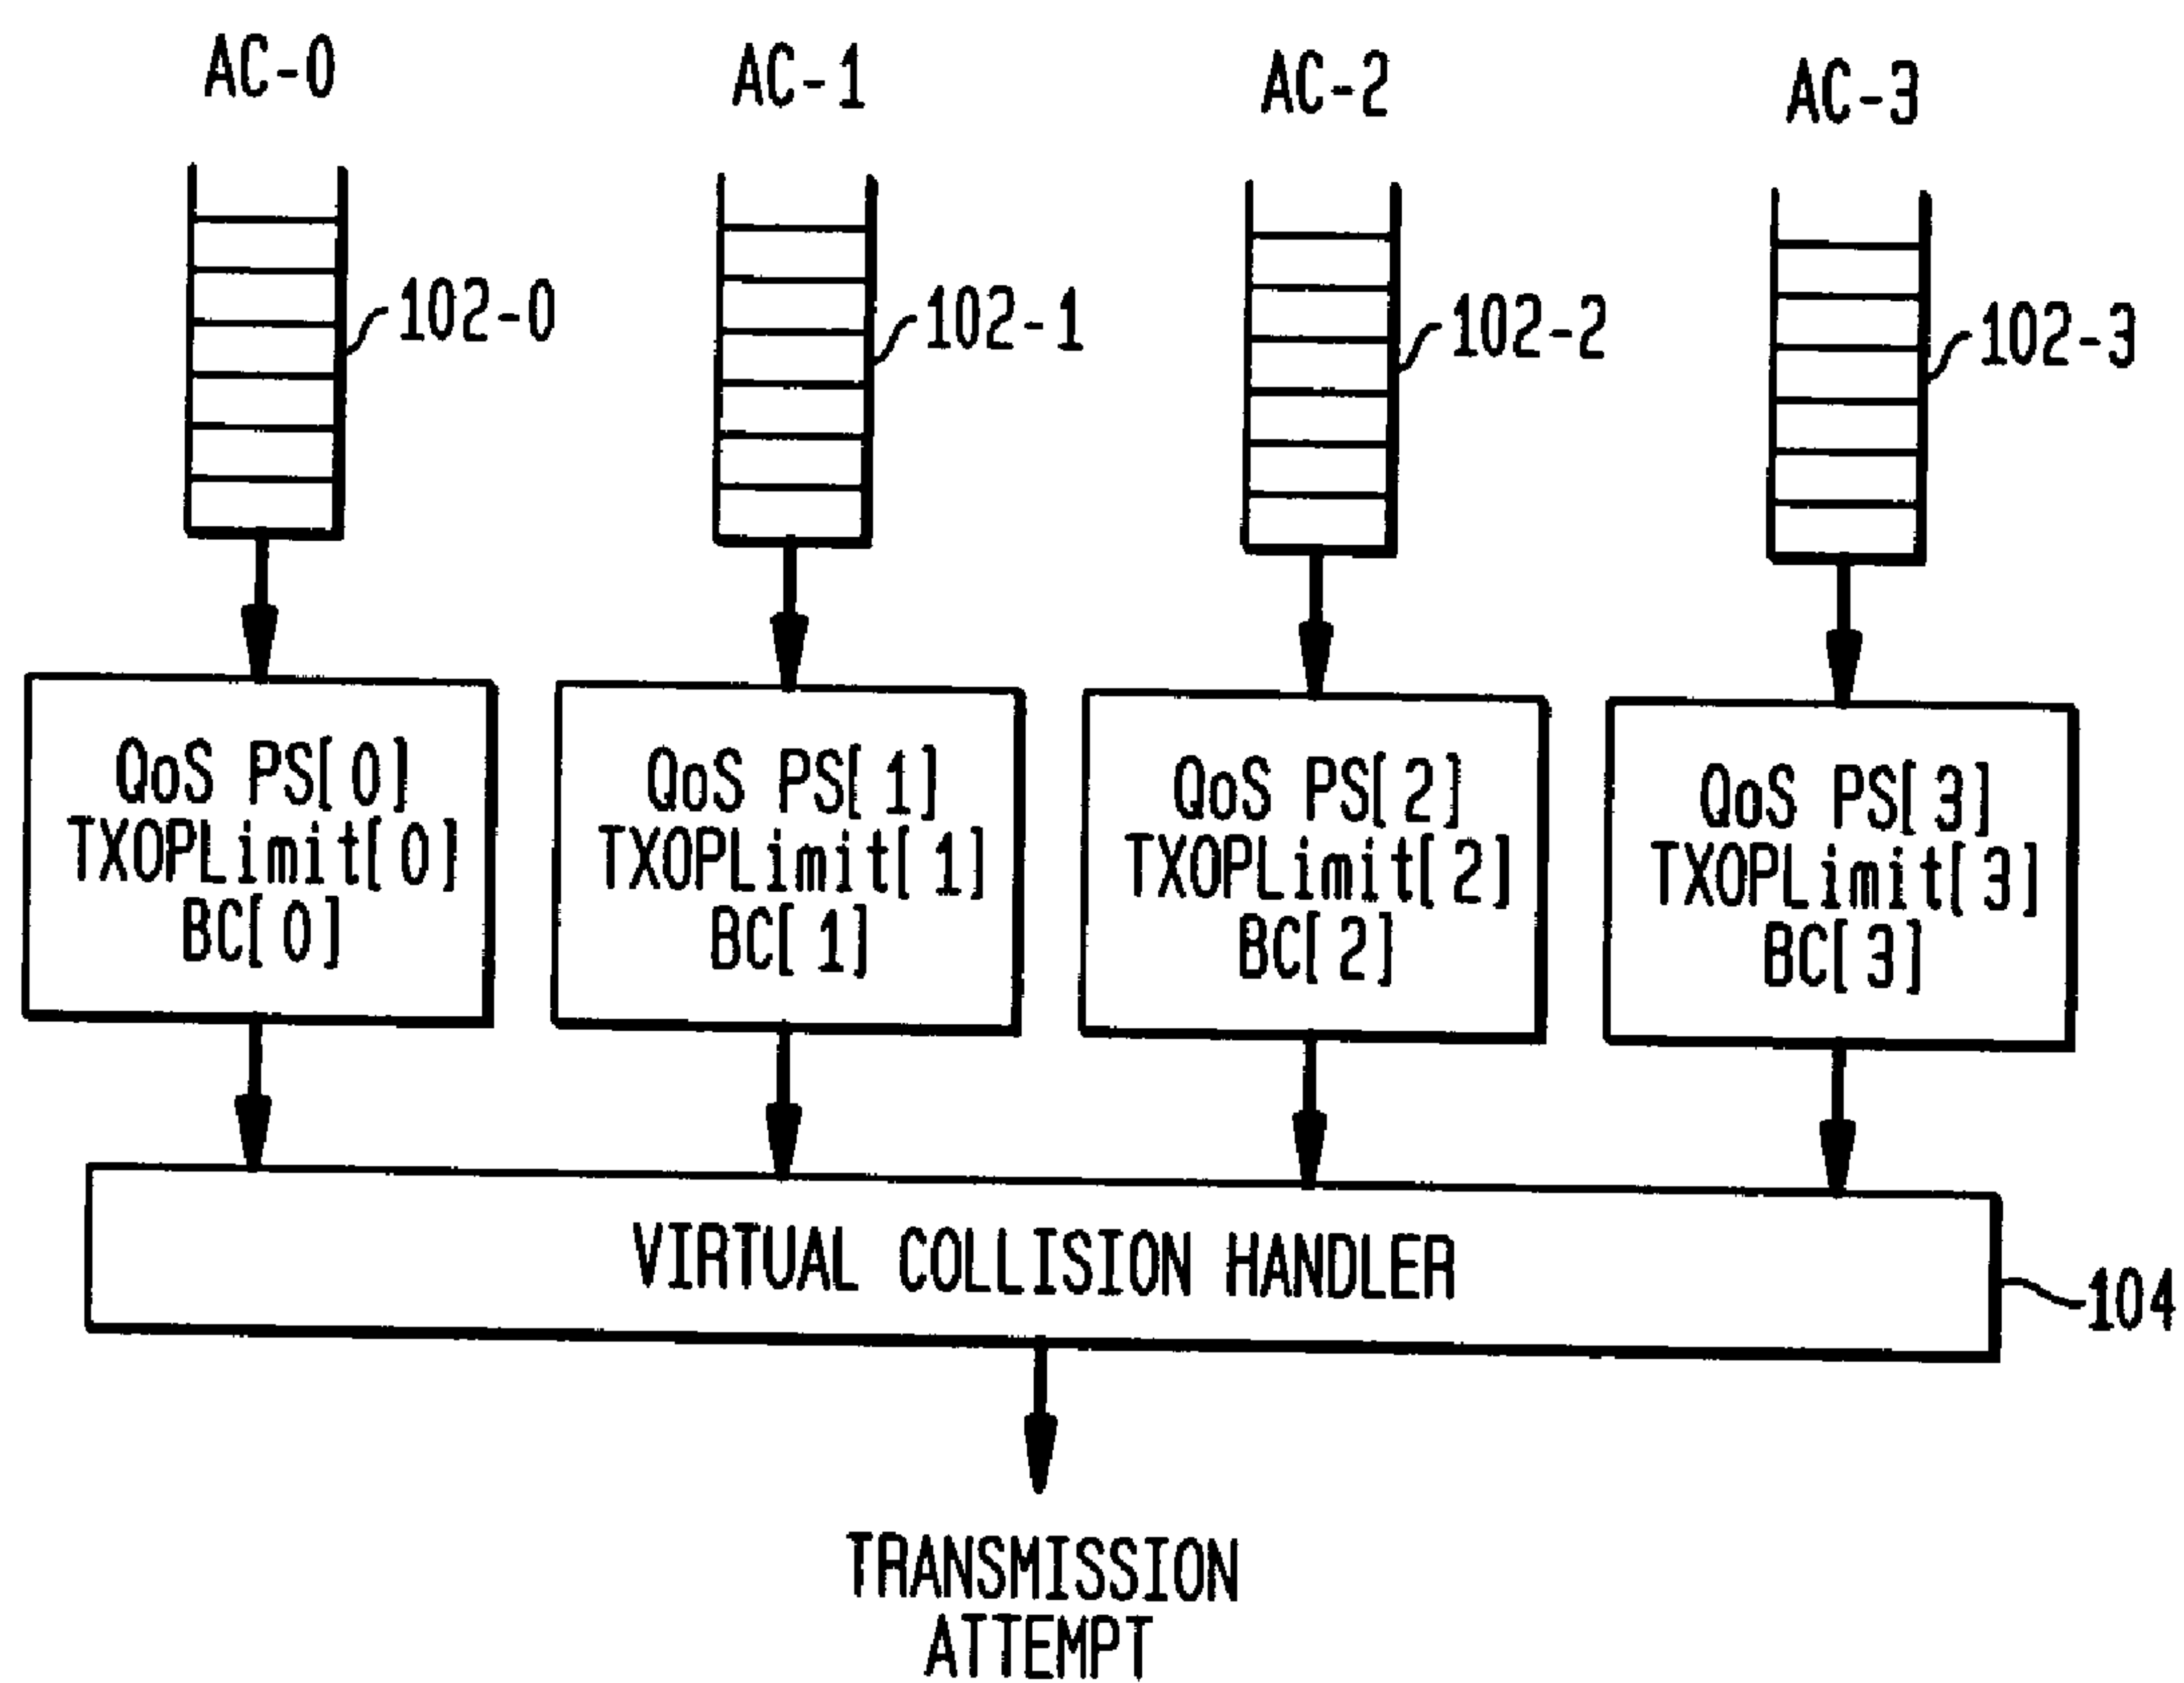 AC-0 AC-1 AC-2 AC-3
102-0 102-1 102-2 102-3
QoS PS[0]
TXOPLimit[0]
BC[0]
QoS PS[1]
TXOPLimit[1]
BC[1]
QoS PS[2]
TXOPLimit[2]
BC[2]
QoS PS[3]
TXOPLimit[3]
BC[3]
VIRTUAL COLLISION HANDLER
104
TRANSMISSION
ATTEMPT